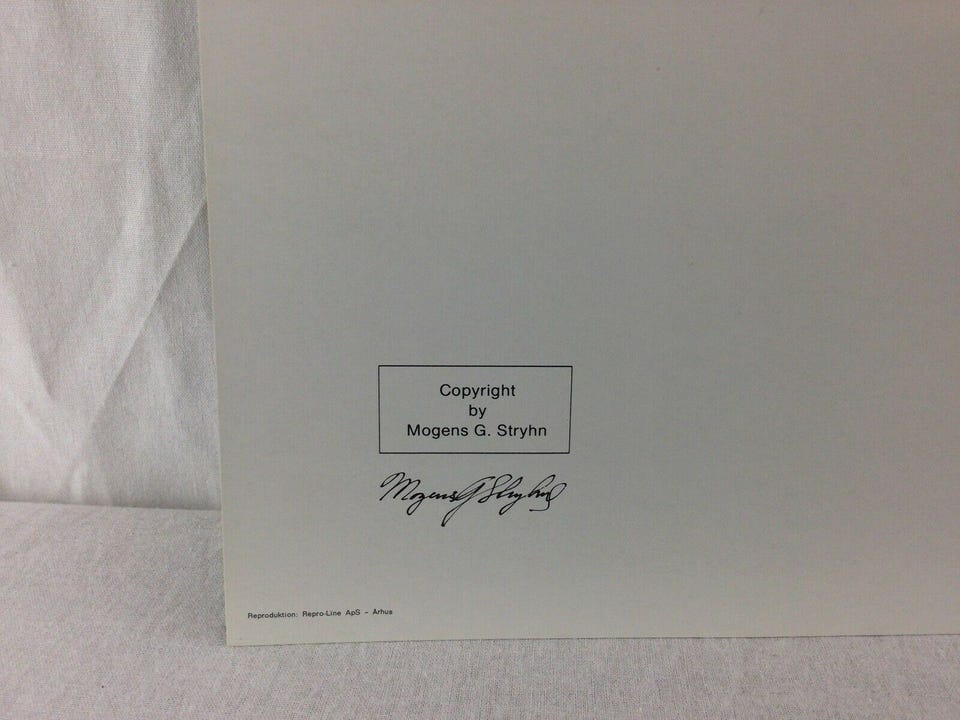 Copyright
by
Mogens G. Stryhn
Mogens G Stryhn
Reproduktion: Repro-Line ApS – Århus